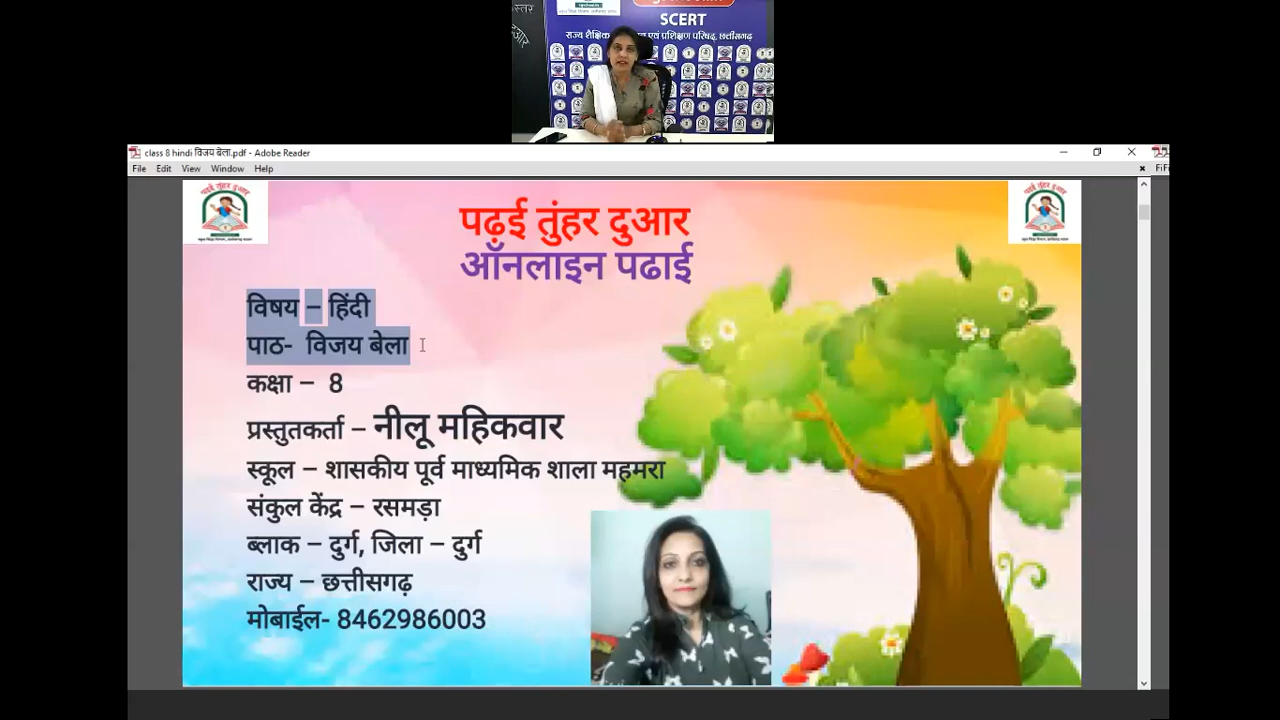 SCERT
class 8 hindi विजय बेला.pdf - Adobe Reader
File Edit View Window Help
पढ़ई तुंहर दुआर
ऑनलाइन पढाई
विषय – हिंदी
पाठ- विजय बेला
कक्षा – 8
प्रस्तुतकर्ता – नीलू महिकवार
स्कूल – शासकीय पूर्व माध्यमिक शाला महमरा
संकुल केंद्र – रसमड़ा
ब्लाक – दुर्ग, जिला – दुर्ग
राज्य – छत्तीसगढ़
मोबाईल- 8462986003